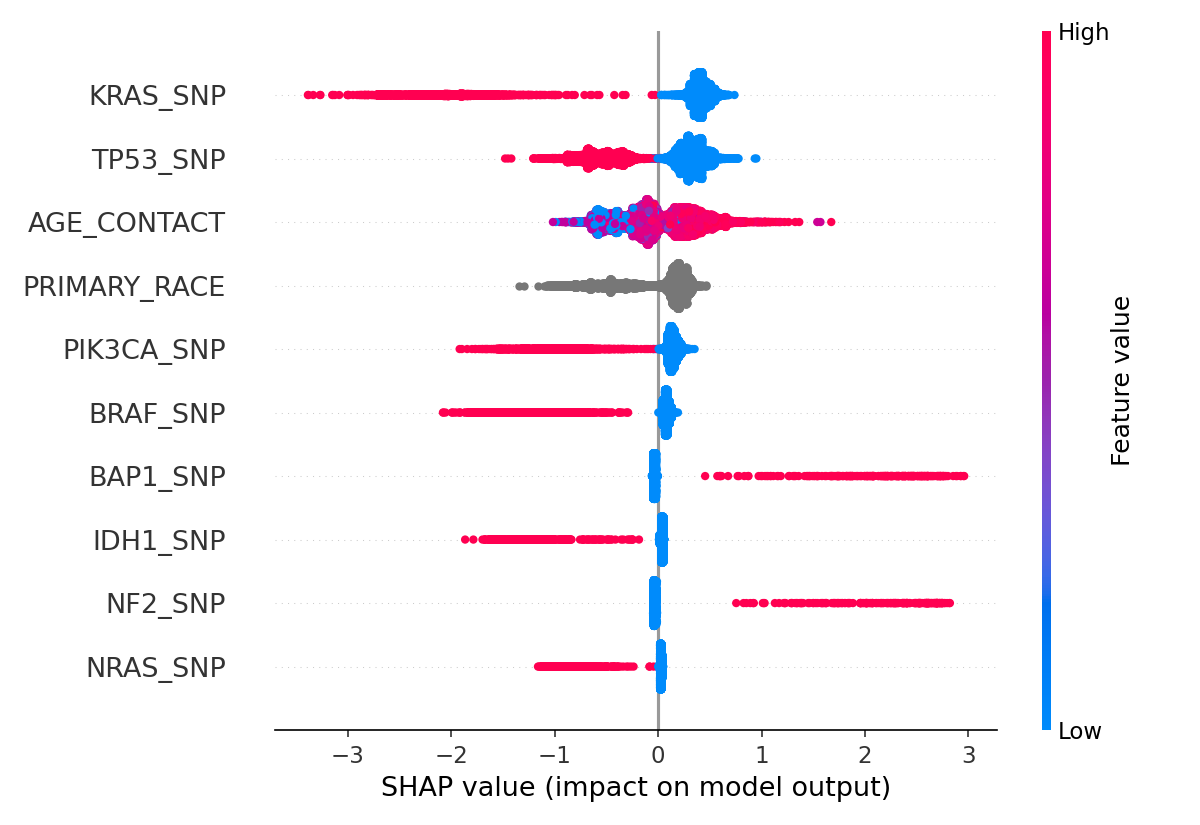 High
KRAS_SNP
TP53_SNP
AGE_CONTACT
PRIMARY_RACE
PIK3CA_SNP
BRAF_SNP
BAP1_SNP
IDH1_SNP
NF2_SNP
NRAS_SNP
Feature value
Low
−3 −2 −1 0 1 2 3
SHAP value (impact on model output)